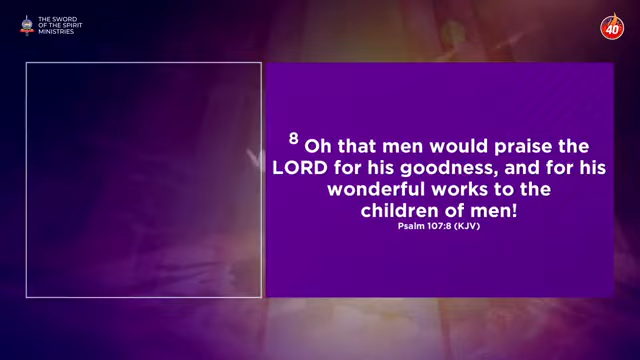 THE SWORD
OF THE SPIRIT
MINISTRIES
40
8 Oh that men would praise the
LORD for his goodness, and for his
wonderful works to the
children of men!
Psalm 107:8 (KJV)